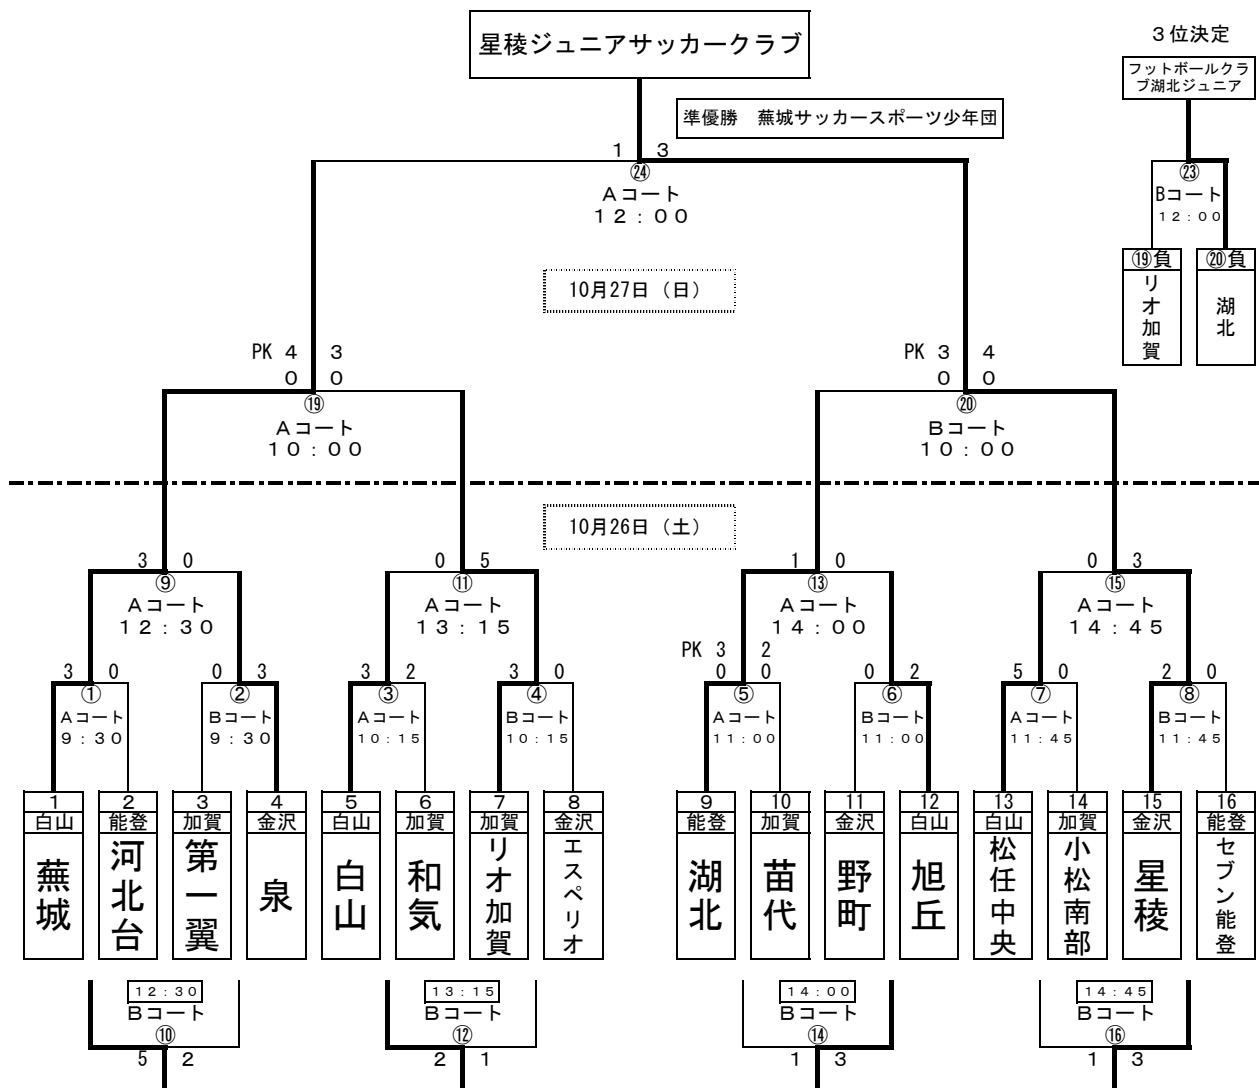 星稜ジュニアサッカークラブ
３位決定
フットボールクラ
ブ湖北ジュニア
準優勝　蕪城サッカースポーツ少年団
1 3
㉔
Ａコート
１２：００
㉓
Bコート
１２：００
⑲負 ⑳負
リオ加賀 湖北
10月27日（日）
PK 4 3
0 0
PK 3 4
0 0
⑲ ⑳
Ａコート Ｂコート
１０：００ １０：００
10月26日（土）
3 0 0 5 1 0 0 3
⑨ ⑪ ⑬ ⑮
Ａコート Ａコート Ａコート Ａコート
１２：３０ １３：１５ １４：００ １４：４５
PK 3 2
3 0 0 3 3 2 3 0 0 0 0 2 5 0 2 0
① ② ③ ④ ⑤ ⑥ ⑦ ⑧
Ａコート Ｂコート Ａコート Ｂコート Ａコート Ｂコート Ａコート Ｂコート
９：３０ ９：３０ １０：１５ １０：１５ １１：００ １１：００ １１：４５ １１：４５
1 2 3 4 5 6 7 8 9 10 11 12 13 14 15 16
白山 能登 加賀 金沢 白山 加賀 加賀 金沢 能登 加賀 金沢 白山 白山 加賀 金沢 能登
蕪城 河北台 第一翼 泉 白山 和気 リオ加賀 エスペリオ 湖北 苗代 野町 旭丘 松任中央 小松南部 星稜 セブン能登
１２：３０ １３：１５ １４：００ １４：４５
Ｂコート Ｂコート Ｂコート Ｂコート
⑩ ⑫ ⑭ ⑯
5 2 2 1 1 3 1 3